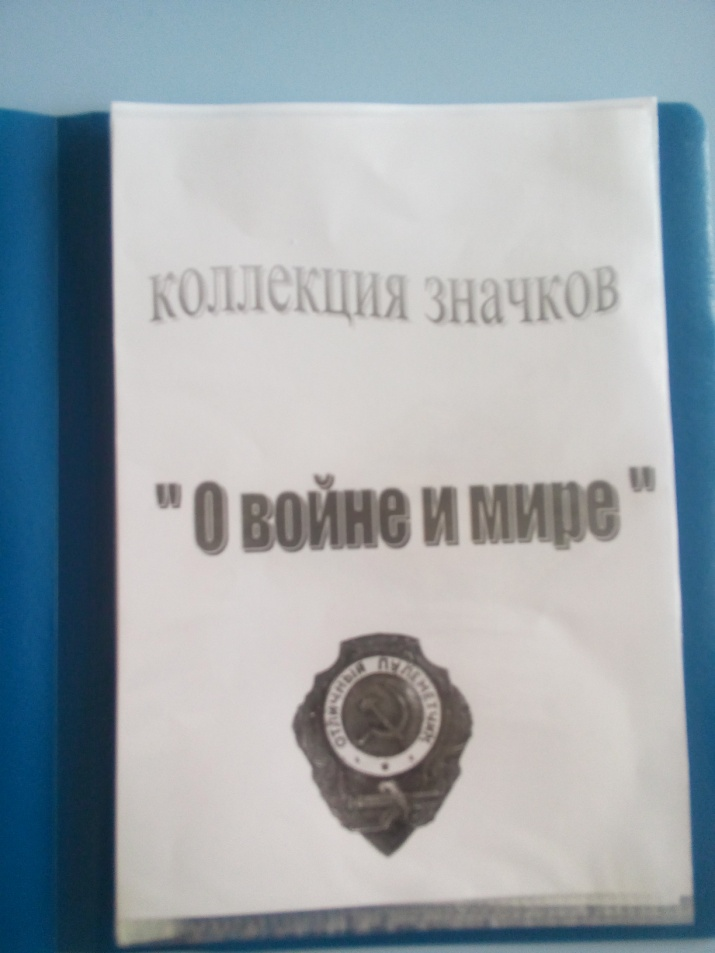 коллекция значков
" О войне и мире "
ОТЛИЧНЫЙ ПУЛЕМЕТЧИК